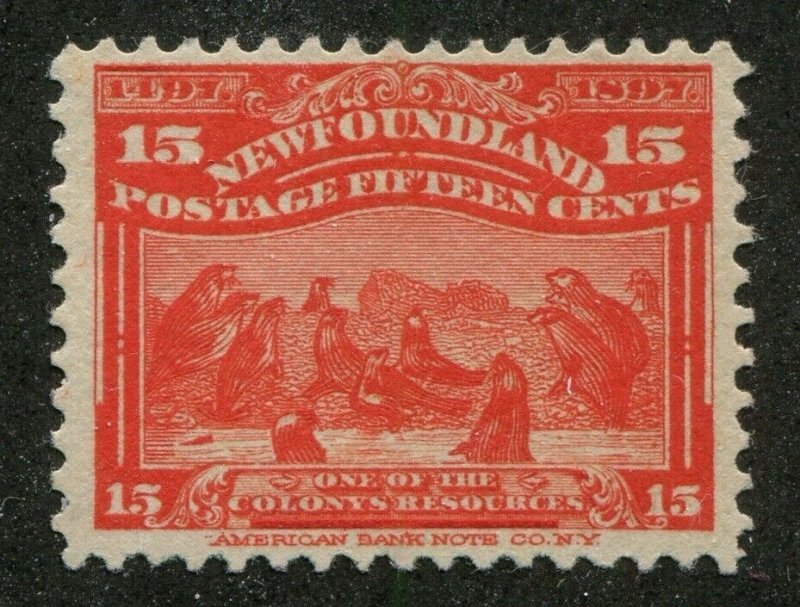 1497. 1897.
15 NEWFOUNDLAND 15
POSTAGE FIFTEEN CENTS
ONE OF THE
15 COLONYS RESOURCES 15
AMERICAN BANK NOTE CO. N.Y.